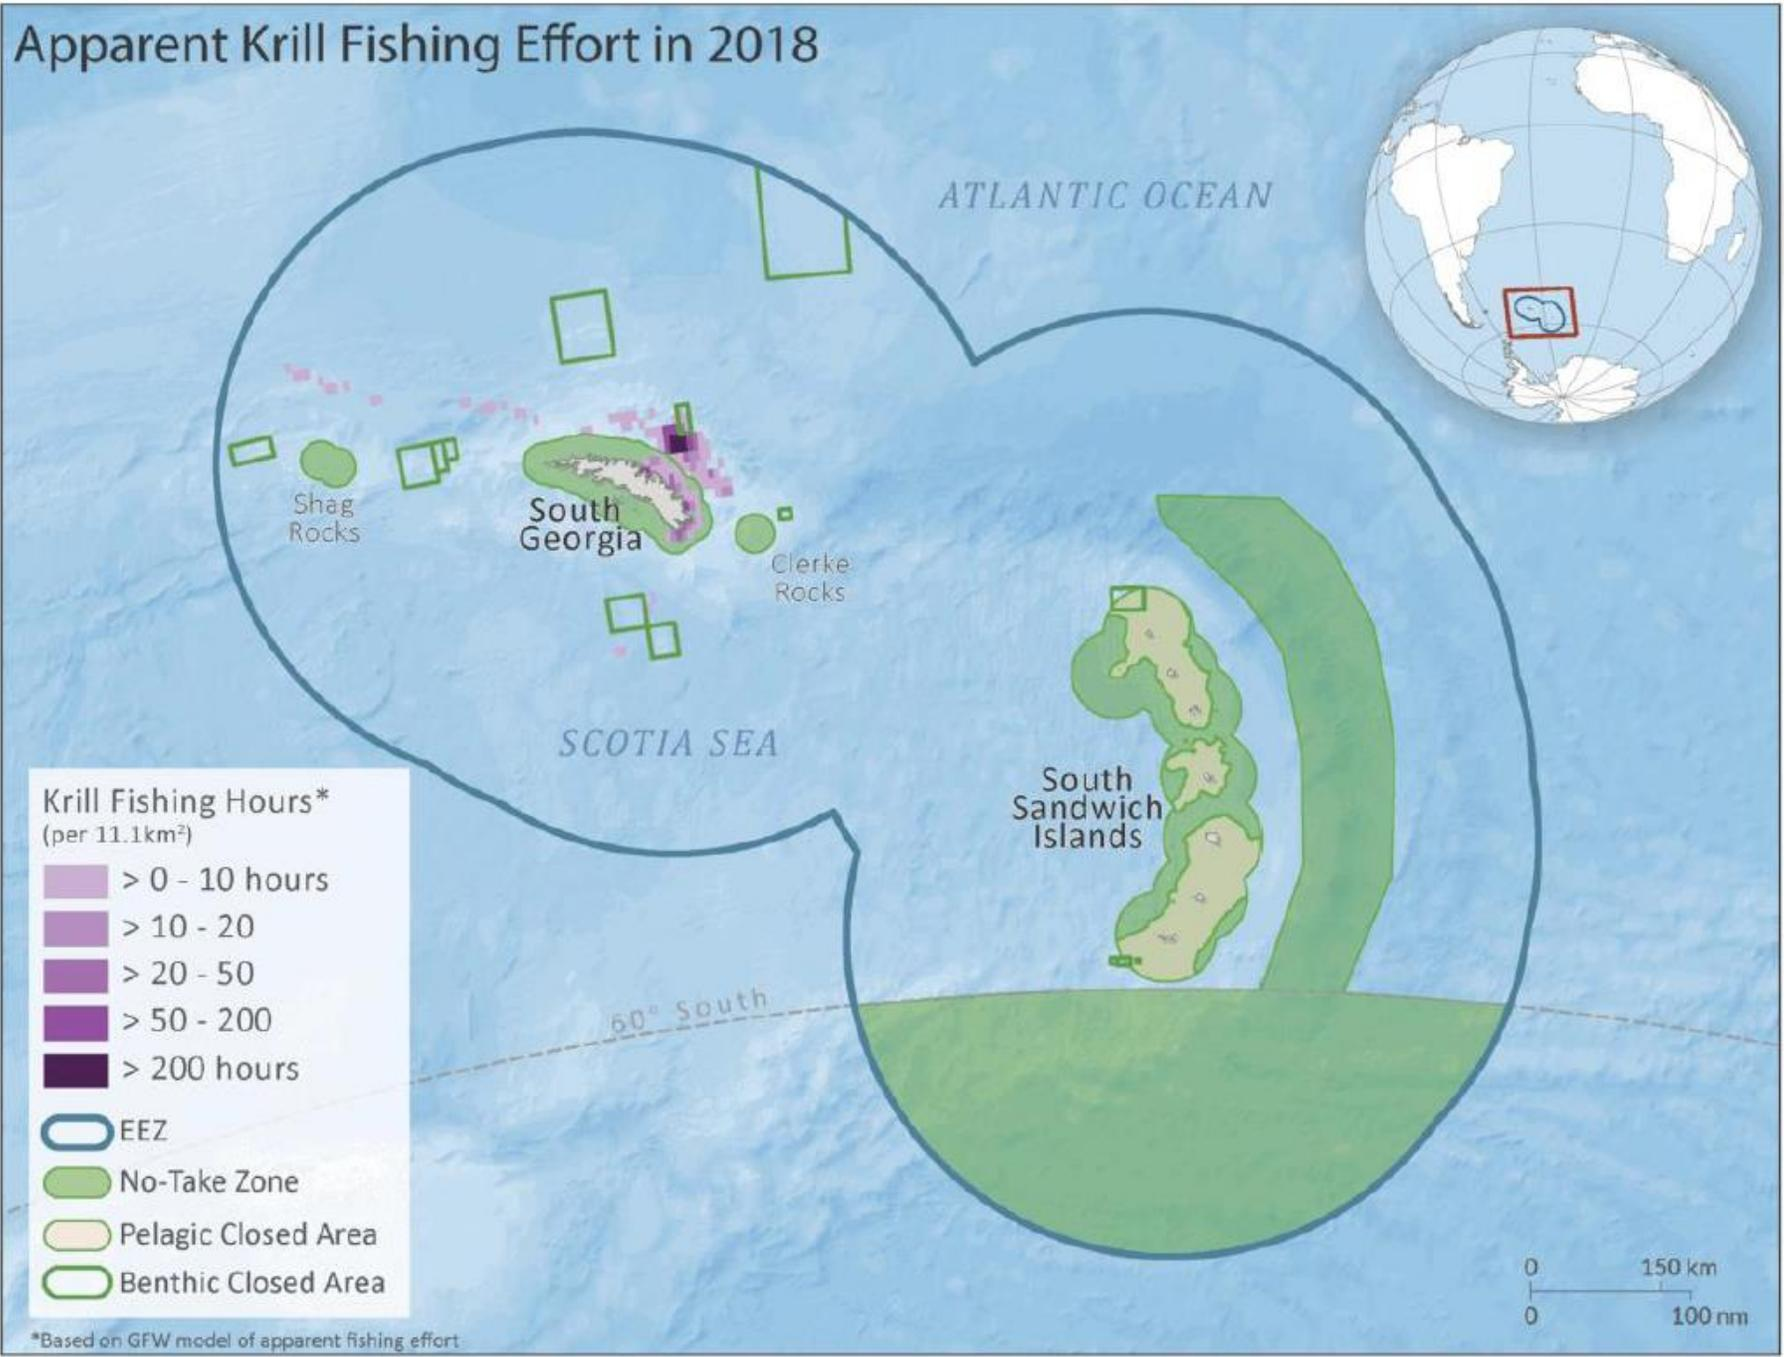 Apparent Krill Fishing Effort in 2018
ATLANTIC OCEAN
Shag
Rocks
South
Georgia
Clerke
Rocks
SCOTIA SEA
South
Sandwich
Islands
60° South
Krill Fishing Hours*
(per 11.1km²)
> 0 - 10 hours
> 10 - 20
> 20 - 50
> 50 - 200
> 200 hours
EEZ
No-Take Zone
Pelagic Closed Area
Benthic Closed Area
*Based on GFW model of apparent fishing effort
0 150 km
0 100 nm